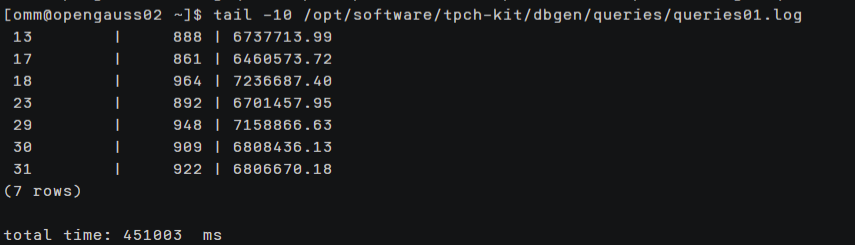 [omm@opengauss02 ~]$ tail -10 /opt/software/tpch-kit/dbgen/queries/queries01.log
 13         |     888 | 6737713.99
 17         |     861 | 6460573.72
 18         |     964 | 7236687.40
 23         |     892 | 6701457.95
 29         |     948 | 7158866.63
 30         |     909 | 6808436.13
 31         |     922 | 6806670.18
(7 rows)

total time: 451003  ms